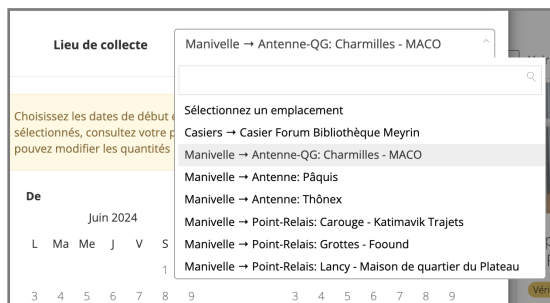 Lieu de collecte
Manivelle → Antenne-QG: Charmilles - MACO
Sélectionnez un emplacement
Casiers → Casier Forum Bibliothèque Meyrin
Manivelle → Antenne-QG: Charmilles - MACO
Manivelle → Antenne: Pâquis
Manivelle → Antenne: Thônex
Manivelle → Point-Relais: Carouge - Katimavik Trajets
Manivelle → Point-Relais: Grottes - Foound
Manivelle → Point-Relais: Lancy - Maison de quartier du Plateau
Choisissez les dates de début
sélectionnés, consultez votre
pouvez modifier les quantités
De
Juin 2024
L Ma Me J V S
1
3 4 5 6 7 8 9
3 4 5 6 7 8 9